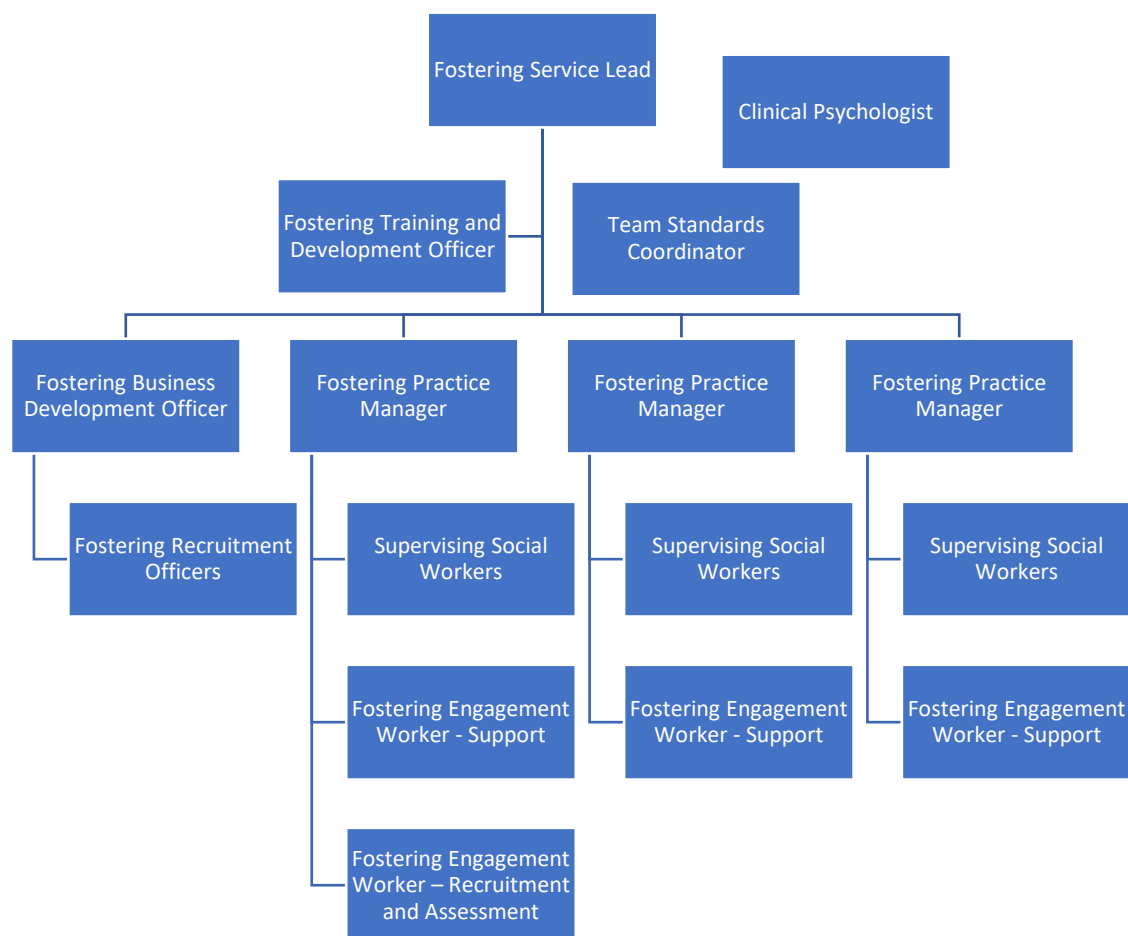 Fostering Service Lead
Clinical Psychologist
Fostering Training and
Development Officer
Team Standards
Coordinator
Fostering Business
Development Officer
Fostering Practice
Manager
Fostering Practice
Manager
Fostering Practice
Manager
Fostering Recruitment
Officers
Supervising Social
Workers
Supervising Social
Workers
Supervising Social
Workers
Fostering Engagement
Worker - Support
Fostering Engagement
Worker - Support
Fostering Engagement
Worker - Support
Fostering Engagement
Worker – Recruitment
and Assessment